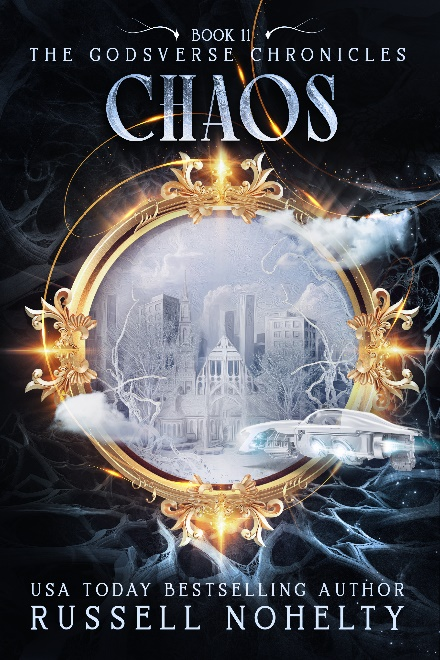 BOOK 11
THE GODSVERSE CHRONICLES
CHAOS
USA TODAY BESTSELLING AUTHOR
RUSSELL NOHELTY